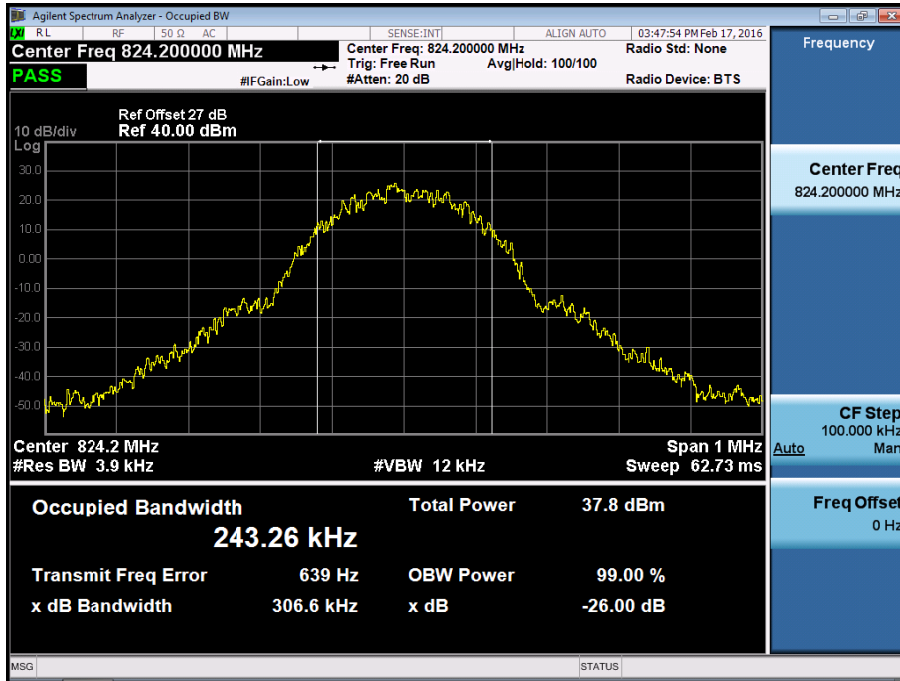 Agilent Spectrum Analyzer - Occupied BW
LXI RL RF 50 Ω AC SENSE:INT ALIGN AUTO 03:47:54 PM Feb 17, 2016
Center Freq 824.200000 MHz
Center Freq: 824.200000 MHz Radio Std: None
Trig: Free Run Avg|Hold: 100/100
PASS
#IFGain:Low #Atten: 20 dB Radio Device: BTS
Ref Offset 27 dB
10 dB/div Ref 40.00 dBm
Log
30.0
20.0
10.0
0.00
-10.0
-20.0
-30.0
-40.0
-50.0
Center 824.2 MHz Span 1 MHz
#Res BW 3.9 kHz #VBW 12 kHz Sweep 62.73 ms
Occupied Bandwidth Total Power 37.8 dBm
243.26 kHz
Transmit Freq Error 639 Hz OBW Power 99.00 %
x dB Bandwidth 306.6 kHz x dB -26.00 dB
MSG STATUS
Frequency
Center Freq
824.200000 MHz
CF Step
100.000 kHz
Auto Man
Freq Offset
0 Hz